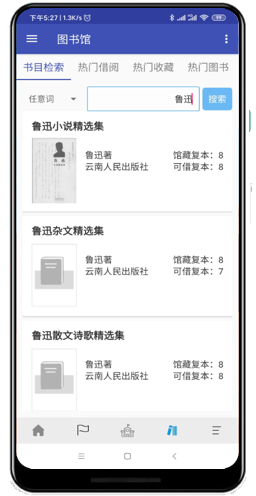 下午5:27 | 1.3K/s
图书馆
书目检索 热门借阅 热门收藏 热门图书
任意词 鲁迅 搜索
鲁迅小说精选集
鲁迅著 馆藏复本：8
云南人民出版社 可借复本：8
鲁迅杂文精选集
鲁迅著 馆藏复本：8
云南人民出版社 可借复本：7
鲁迅散文诗歌精选集
鲁迅著 馆藏复本：8
云南人民出版社 可借复本：8